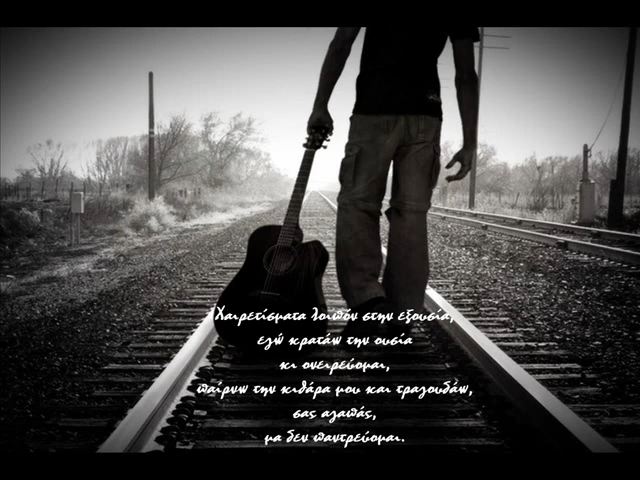 Χαιρετίσματα λοιπόν στην εξουσία,
εγώ κρατάω την ουσία
κι ονειρεύομαι,
παίρνω την κιθάρα μου και τραγουδάω,
σας αγαπάω,
μα δεν παντρεύομαι.